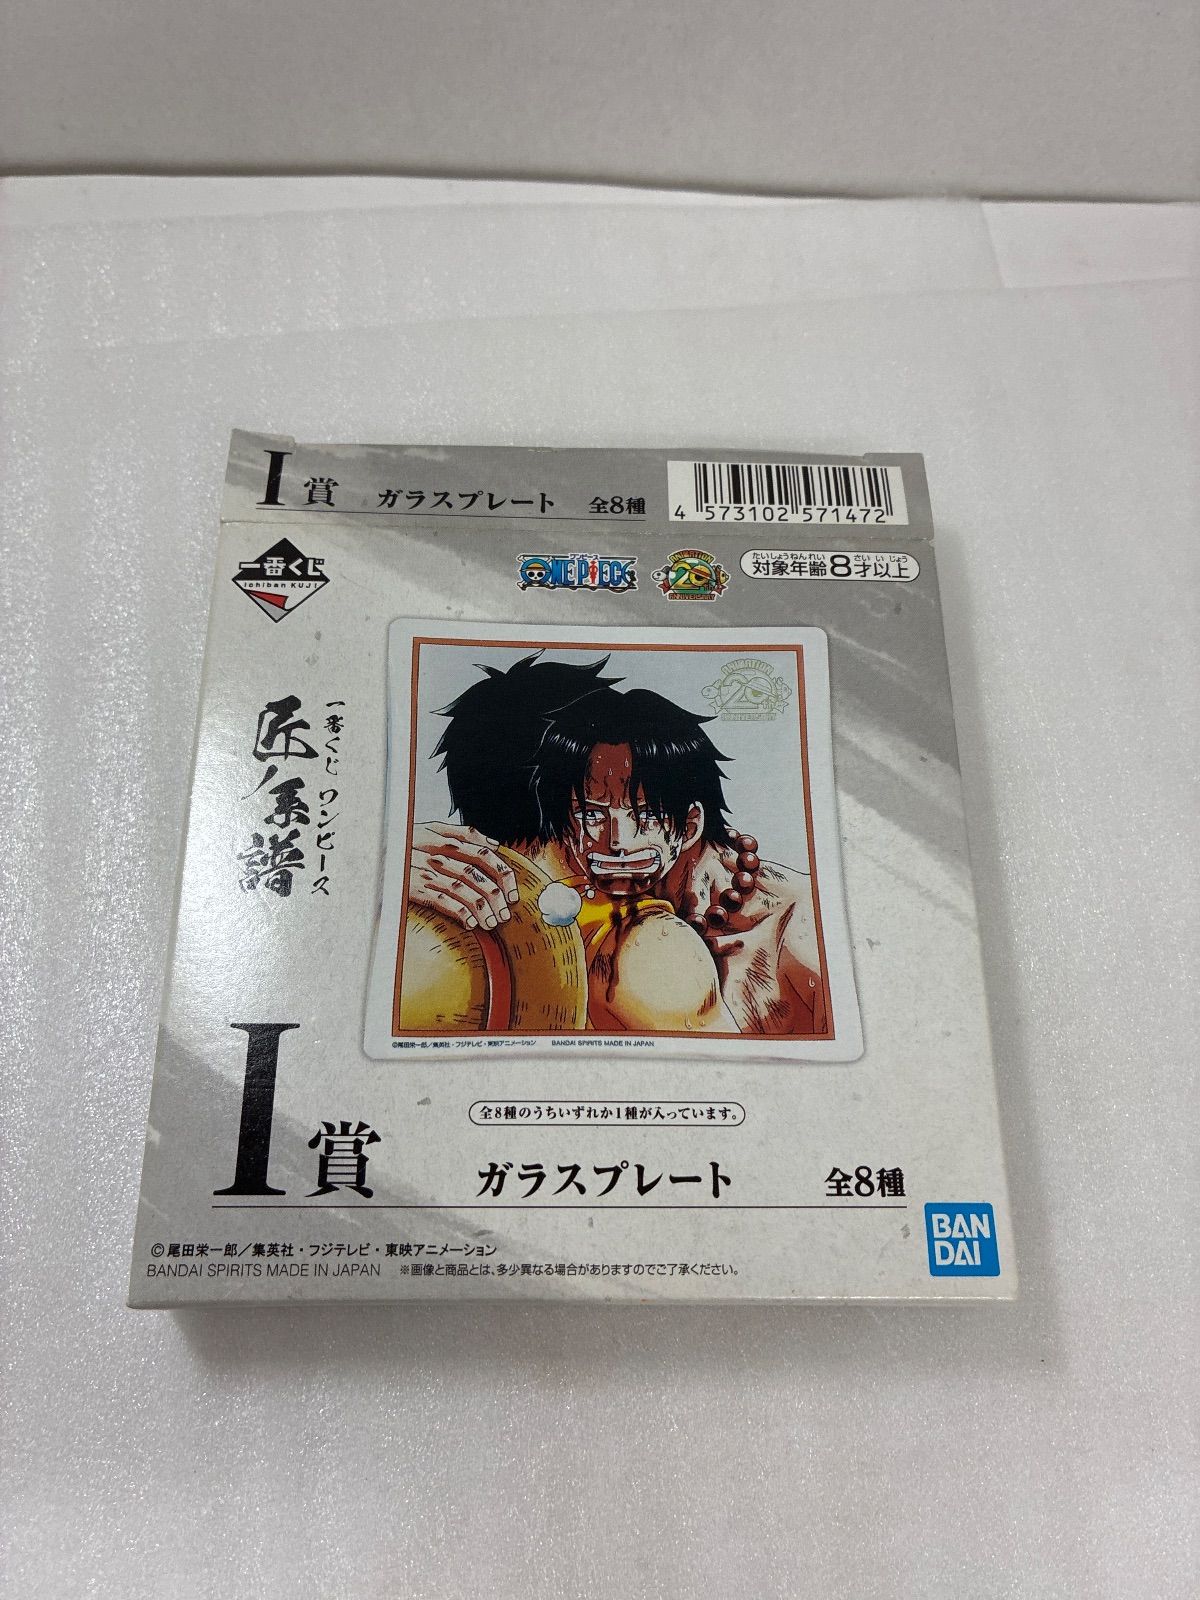 I賞 ガラスプレート 全8種
4 573102 571472
一番くじ
Ichiban KUJI
ワンピース
ONE PIECE
ANIMATION
20th
ANNIVERSARY
たいしょうねんれい さい いじょう
対象年齢8才以上
一番くじ ワンピース
匠ノ系譜
ANIMATION
20th
ANNIVERSARY
©尾田栄一郎/集英社・フジテレビ・東映アニメーション BANDAI SPIRITS MADE IN JAPAN
全8種のうちいずれか1種が入っています。
I賞 ガラスプレート 全8種
©尾田栄一郎/集英社・フジテレビ・東映アニメーション
BANDAI SPIRITS MADE IN JAPAN ※画像と商品とは、多少異なる場合がありますのでご了承ください。
BAN
DAI